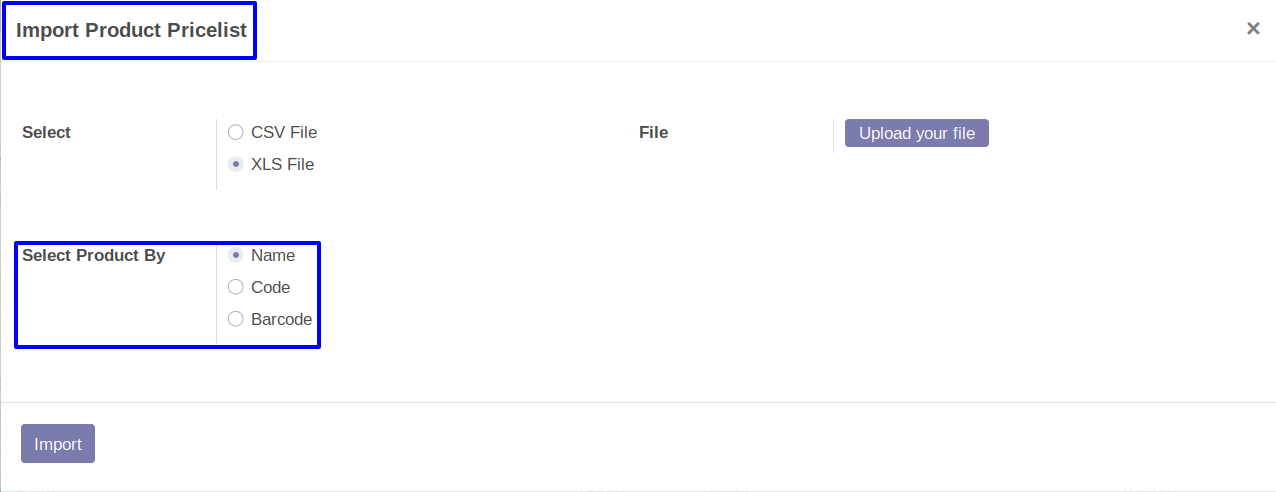 Import Product Pricelist ×
Select
CSV File
XLS File
File
Upload your file
Select Product By
Name
Code
Barcode
Import